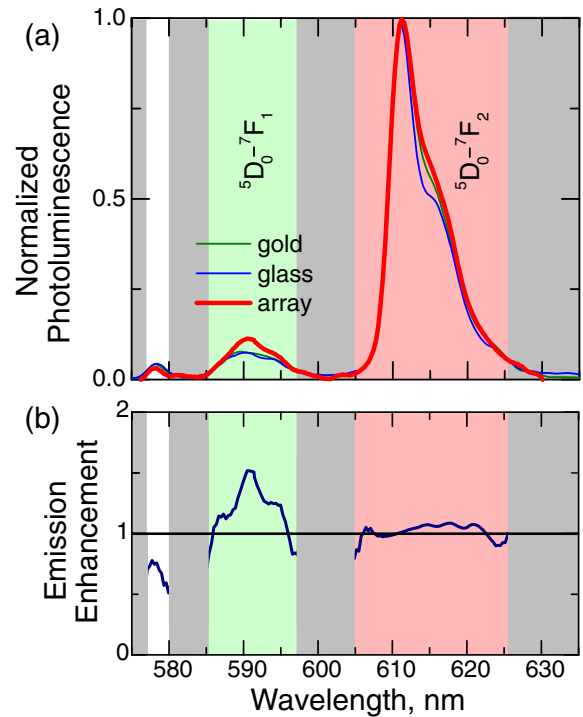 (a)
Normalized
Photoluminescence
1.0
0.5
0.0
⁵D₀-⁷F₁
⁵D₀-⁷F₂
gold
glass
array
(b)
Emission
Enhancement
2
1
0
580 590 600 610 620 630
Wavelength, nm